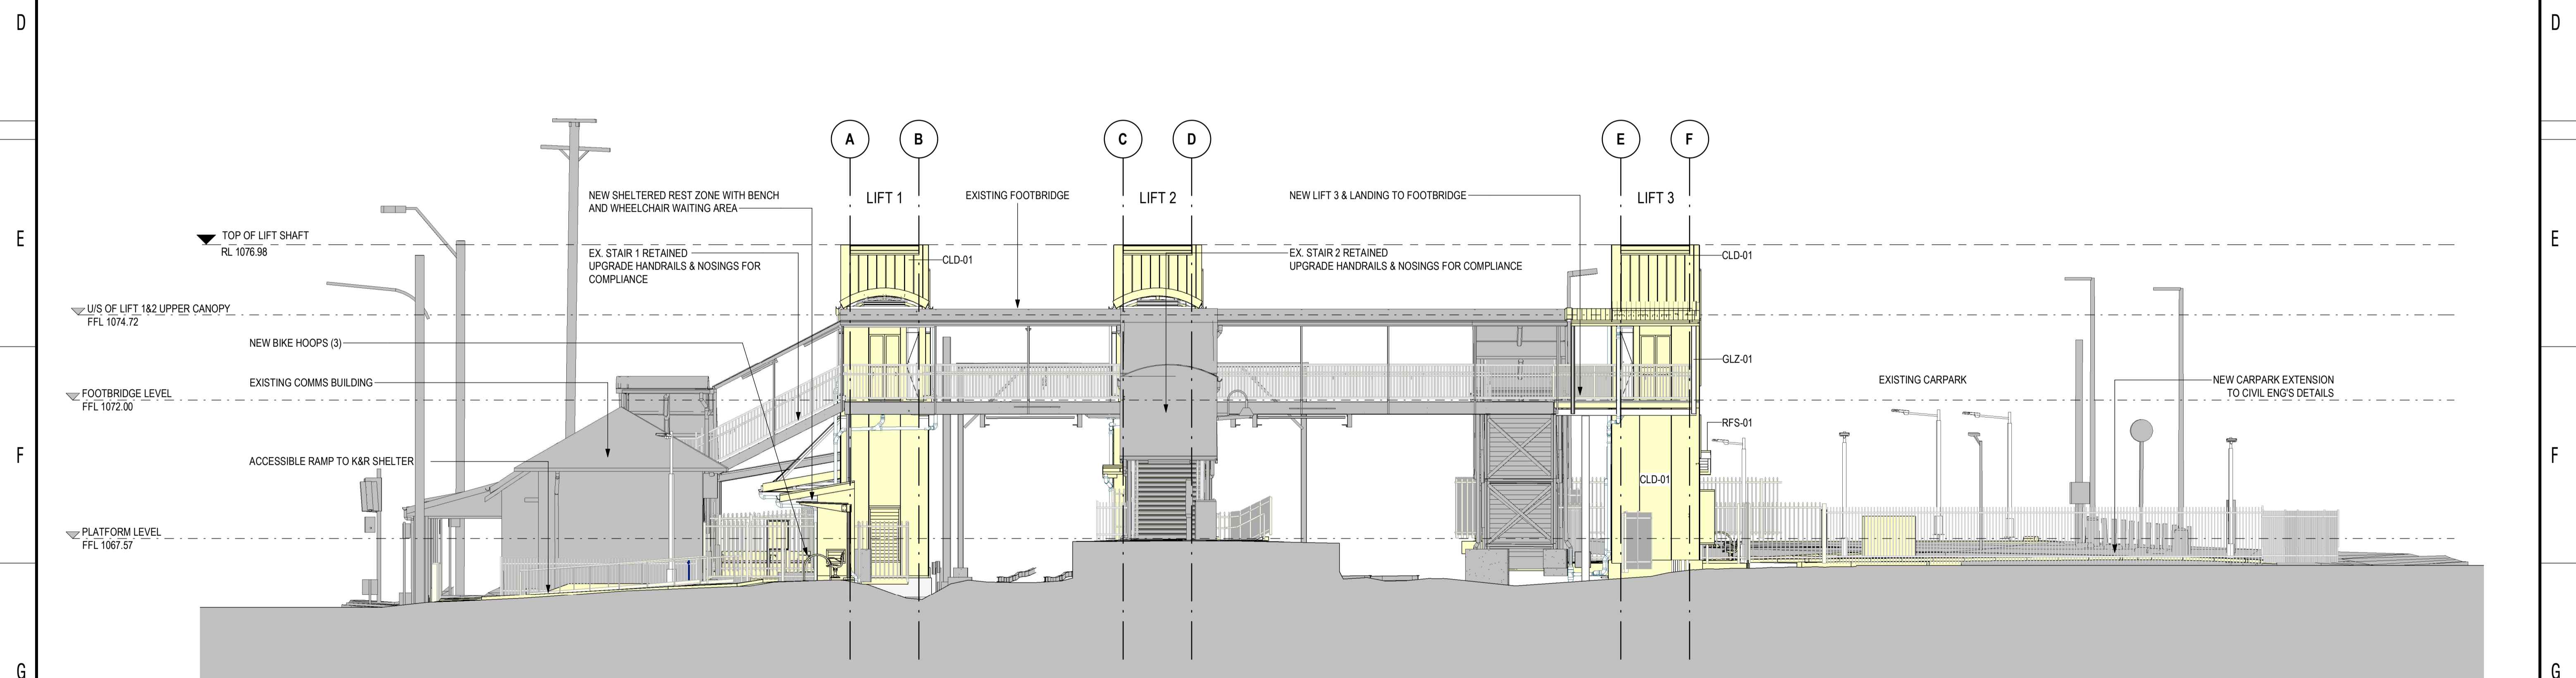 D
D
A
B
C
D
E
F
LIFT 1
LIFT 2
LIFT 3
NEW SHELTERED REST ZONE WITH BENCH
AND WHEELCHAIR WAITING AREA
EXISTING FOOTBRIDGE
NEW LIFT 3 & LANDING TO FOOTBRIDGE
E
E
TOP OF LIFT SHAFT
RL 1076.98
EX. STAIR 1 RETAINED
UPGRADE HANDRAILS & NOSINGS FOR
COMPLIANCE
CLD-01
EX. STAIR 2 RETAINED
UPGRADE HANDRAILS & NOSINGS FOR COMPLIANCE
CLD-01
U/S OF LIFT 1&2 UPPER CANOPY
FFL 1074.72
NEW BIKE HOOPS (3)
GLZ-01
EXISTING COMMS BUILDING
EXISTING CARPARK
NEW CARPARK EXTENSION
TO CIVIL ENG'S DETAILS
FOOTBRIDGE LEVEL
FFL 1072.00
RFS-01
F
F
ACCESSIBLE RAMP TO K&R SHELTER
CLD-01
PLATFORM LEVEL
FFL 1067.57
G
G